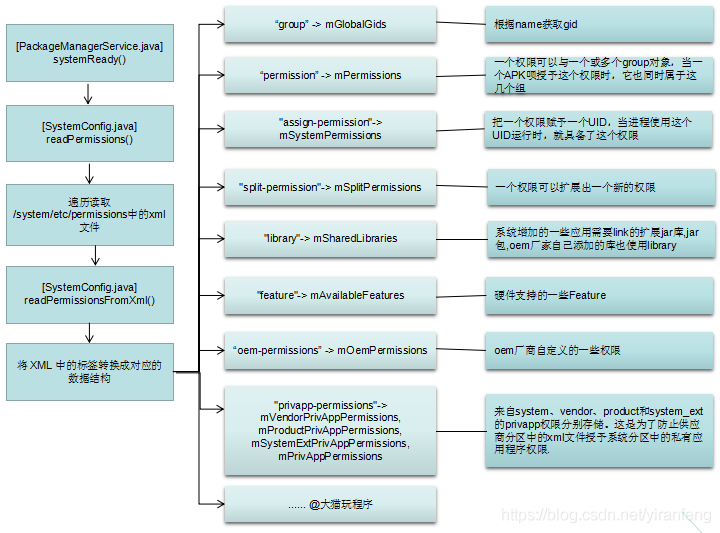 [PackageManagerService.java]
systemReady()
[SystemConfig.java]
readPermissions()
遍历读取
/system/etc/permissions中的xml
文件
[SystemConfig.java]
readPermissionsFromXml()
将 XML 中的标签转换成对应的
数据结构
“group” -> mGlobalGids
根据name获取gid
“permission” -> mPermissions
一个权限可以与一个或多个group对象，当一
个APK项授予这个权限时，它也同时属于这
几个组
"assign-permission"->
mSystemPermissions
把一个权限赋予一个UID，当进程使用这个
UID运行时，就具备了这个权限
"split-permission"-> mSplitPermissions
一个权限可以扩展出一个新的权限
"library"-> mSharedLibraries
系统增加的一些应用需要link的扩展jar库,jar
包,oem厂家自己添加的库也使用library
"feature"-> mAvailableFeatures
硬件支持的一些Feature
“oem-permissions” -> mOemPermissions
oem厂商自定义的一些权限
"privapp-permissions"->
mVendorPrivAppPermissions,
mProductPrivAppPermissions,
mSystemExtPrivAppPermissions,
mPrivAppPermissions
来自system、vendor、product和system_ext
的privapp权限分别存储。这是为了防止供应
商分区中的xml文件授予系统分区中的私有应
用程序权限.
...... @大猫玩程序
https://blog.csdn.net/yiranfeng